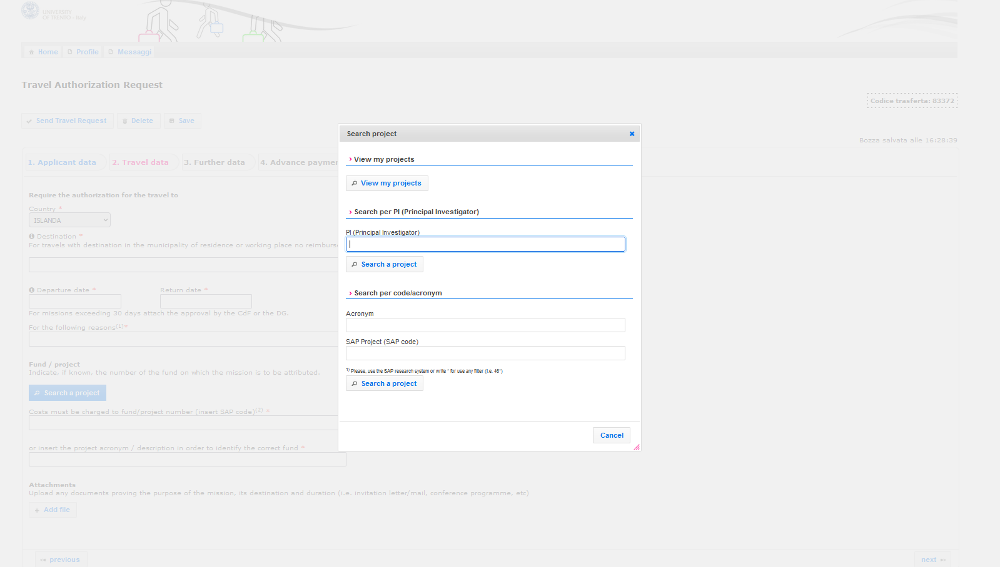 UNIVERSITY
OF TRENTO - Italy
Home
Profile
Messaggi
Travel Authorization Request
Codice trasferta: 83372
Send Travel Request
Delete
Save
Bozza salvata alle 16:28:39
1. Applicant data
2. Travel data
3. Further data
4. Advance paymen
Require the authorization for the travel to
Country *
ISLANDA
Destination *
For travels with destination in the municipality of residence or working place no reimburse
Departure date *
Return date *
For missions exceeding 30 days attach the approval by the CdF or the DG.
For the following reasons(1)*
Fund / project
Indicate, if known, the number of the fund on which the mission is to be attributed.
Search a project
Costs must be charged to fund/project number (insert SAP code)(2) *
or insert the project acronym / description in order to identify the correct fund *
Attachments
Upload any documents proving the purpose of the mission, its destination and duration (i.e. invitation letter/mail, conference programme, etc)
Add file
previous
next
Search project
View my projects
View my projects
Search per PI (Principal Investigator)
PI (Principal Investigator)
Search a project
Search per code/acronym
Acronym
SAP Project (SAP code)
1) Please, use the SAP research system or write * for use any filter (I.e. 46*)
Search a project
Cancel